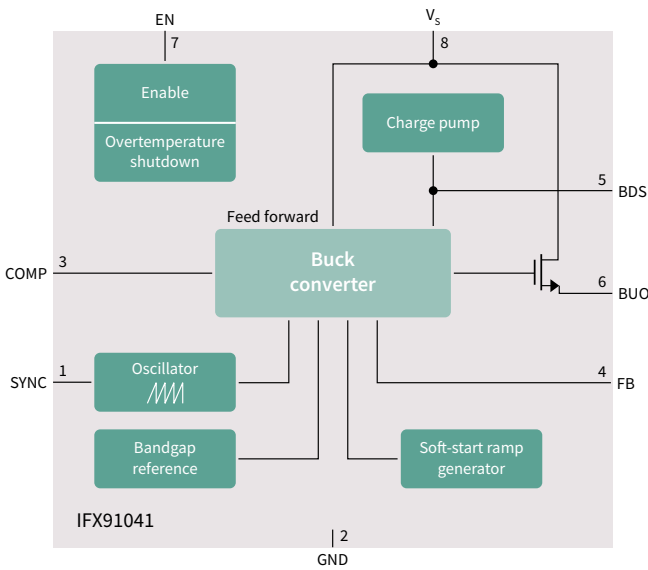 EN
V_S
7
8
Enable
Charge pump
Overtemperature
shutdown
5
BDS
Feed forward
Buck
converter
3
COMP
6
BUO
1
SYNC
Oscillator
4
FB
Bandgap
reference
Soft-start ramp
generator
IFX91041
2
GND